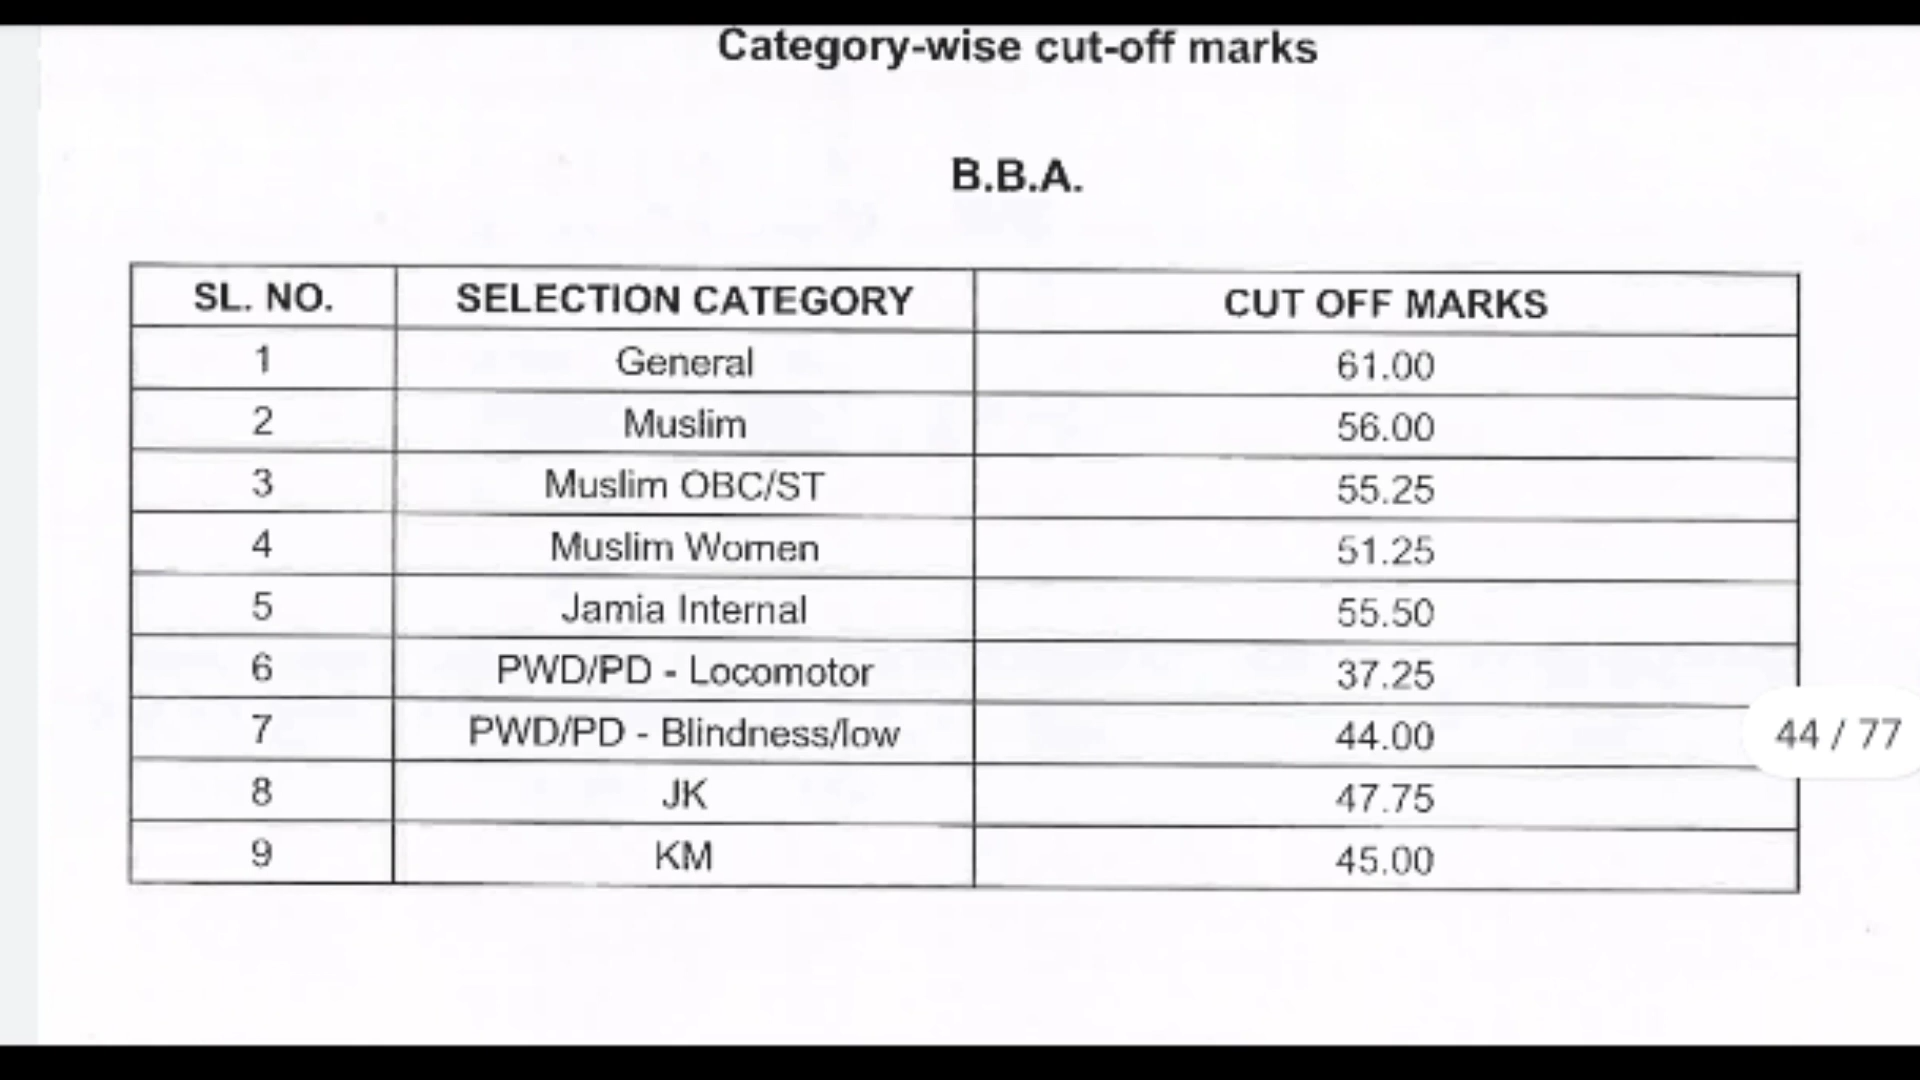 Category-wise cut-off marks
B.B.A.
SL. NO. SELECTION CATEGORY CUT OFF MARKS
1 General 61.00
2 Muslim 56.00
3 Muslim OBC/ST 55.25
4 Muslim Women 51.25
5 Jamia Internal 55.50
6 PWD/PD - Locomotor 37.25
7 PWD/PD - Blindness/low 44.00
8 JK 47.75
9 KM 45.00
44 / 77